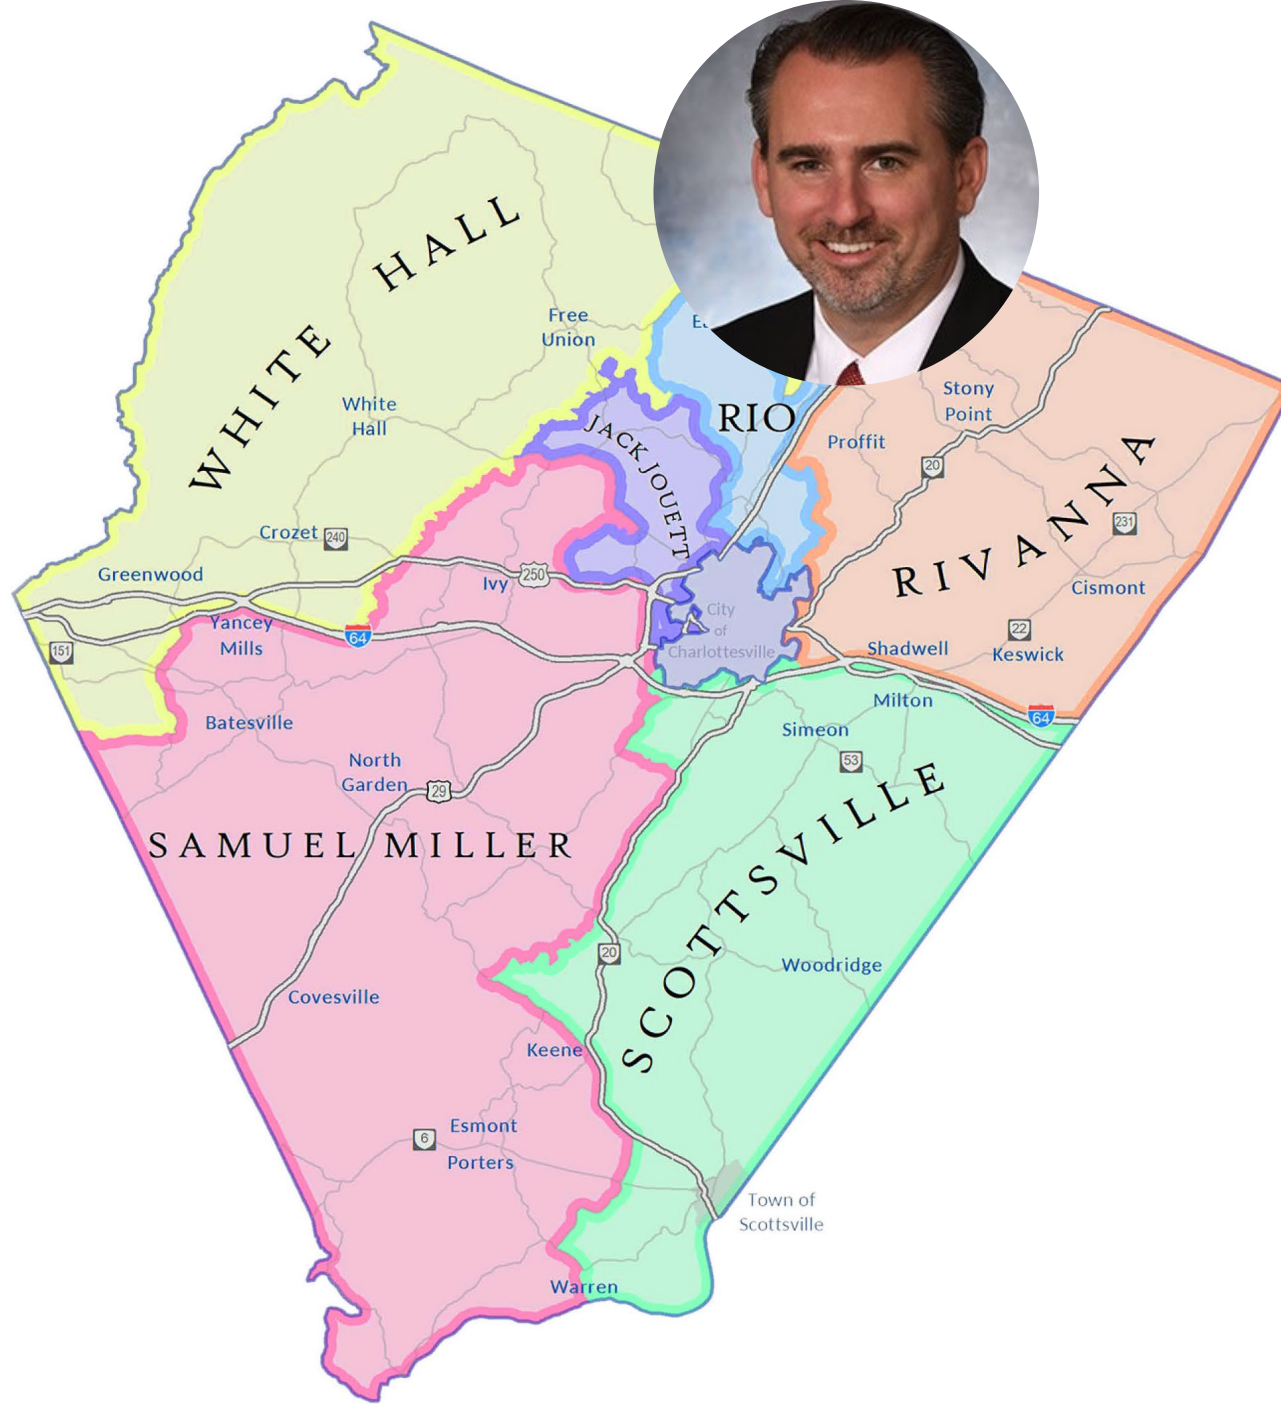 WHITE HALL
Free
Union
White
Hall
JACK JOUETT
RIO
Stony
Point
Proffit
20
RIVANNA
231
Crozet 240
Greenwood
Ivy 250
City
of
Charlottesville
Cismont
22
Keswick
Shadwell
Yancey
Mills
64
151
Milton
64
Batesville
Simeon
53
North
Garden 29
SAMUEL MILLER
SCOTTSVILLE
20
Woodridge
Covesville
Keene
6
Esmont
Porters
Town of
Scottsville
Warren